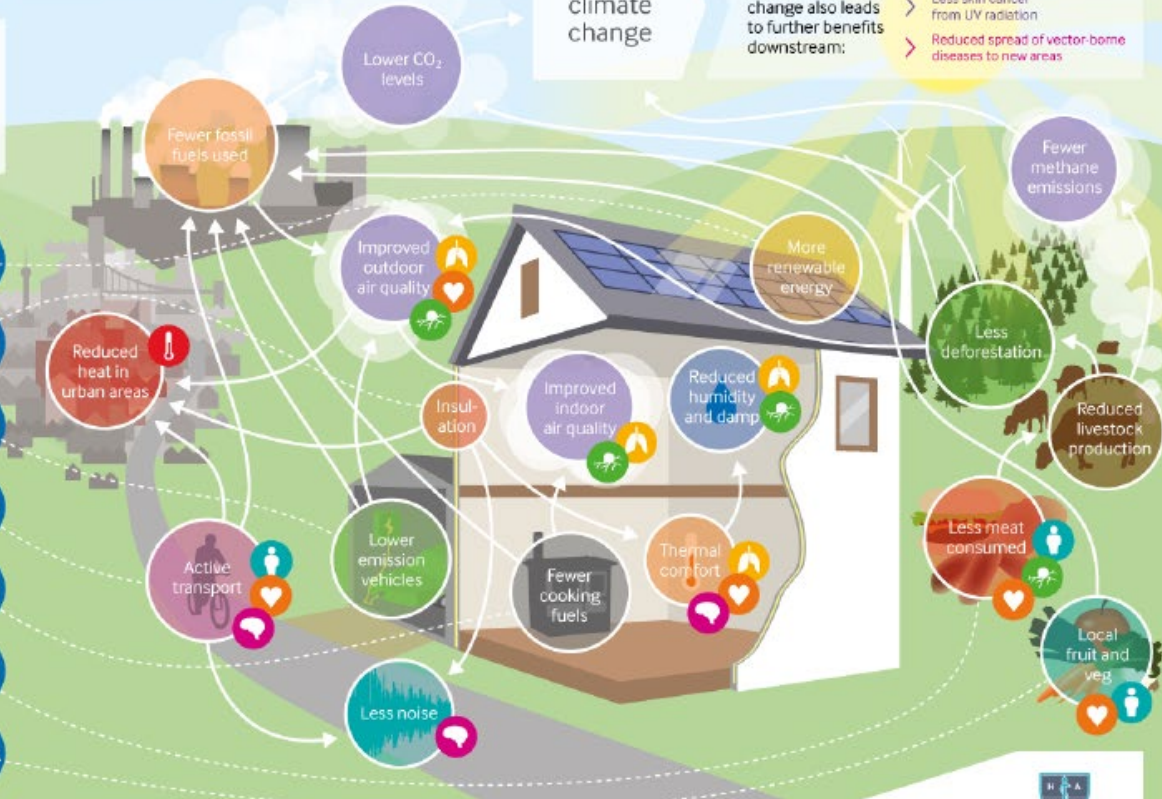 climate
change
change also leads
to further benefits
downstream:
Less skin cancer
from UV radiation
Reduced spread of vector-borne
diseases to new areas
Lower CO₂
levels
Fewer fossil
fuels used
Fewer
methane
emissions
Improved
outdoor
air quality
More
renewable
energy
Less
deforestation
Reduced
heat in
urban areas
Insul-
ation
Improved
indoor
air quality
Reduced
humidity
and damp
Reduced
livestock
production
Active
transport
Lower
emission
vehicles
Fewer
cooking
fuels
Thermal
comfort
Less meat
consumed
Local
fruit and
veg
Less noise
H A